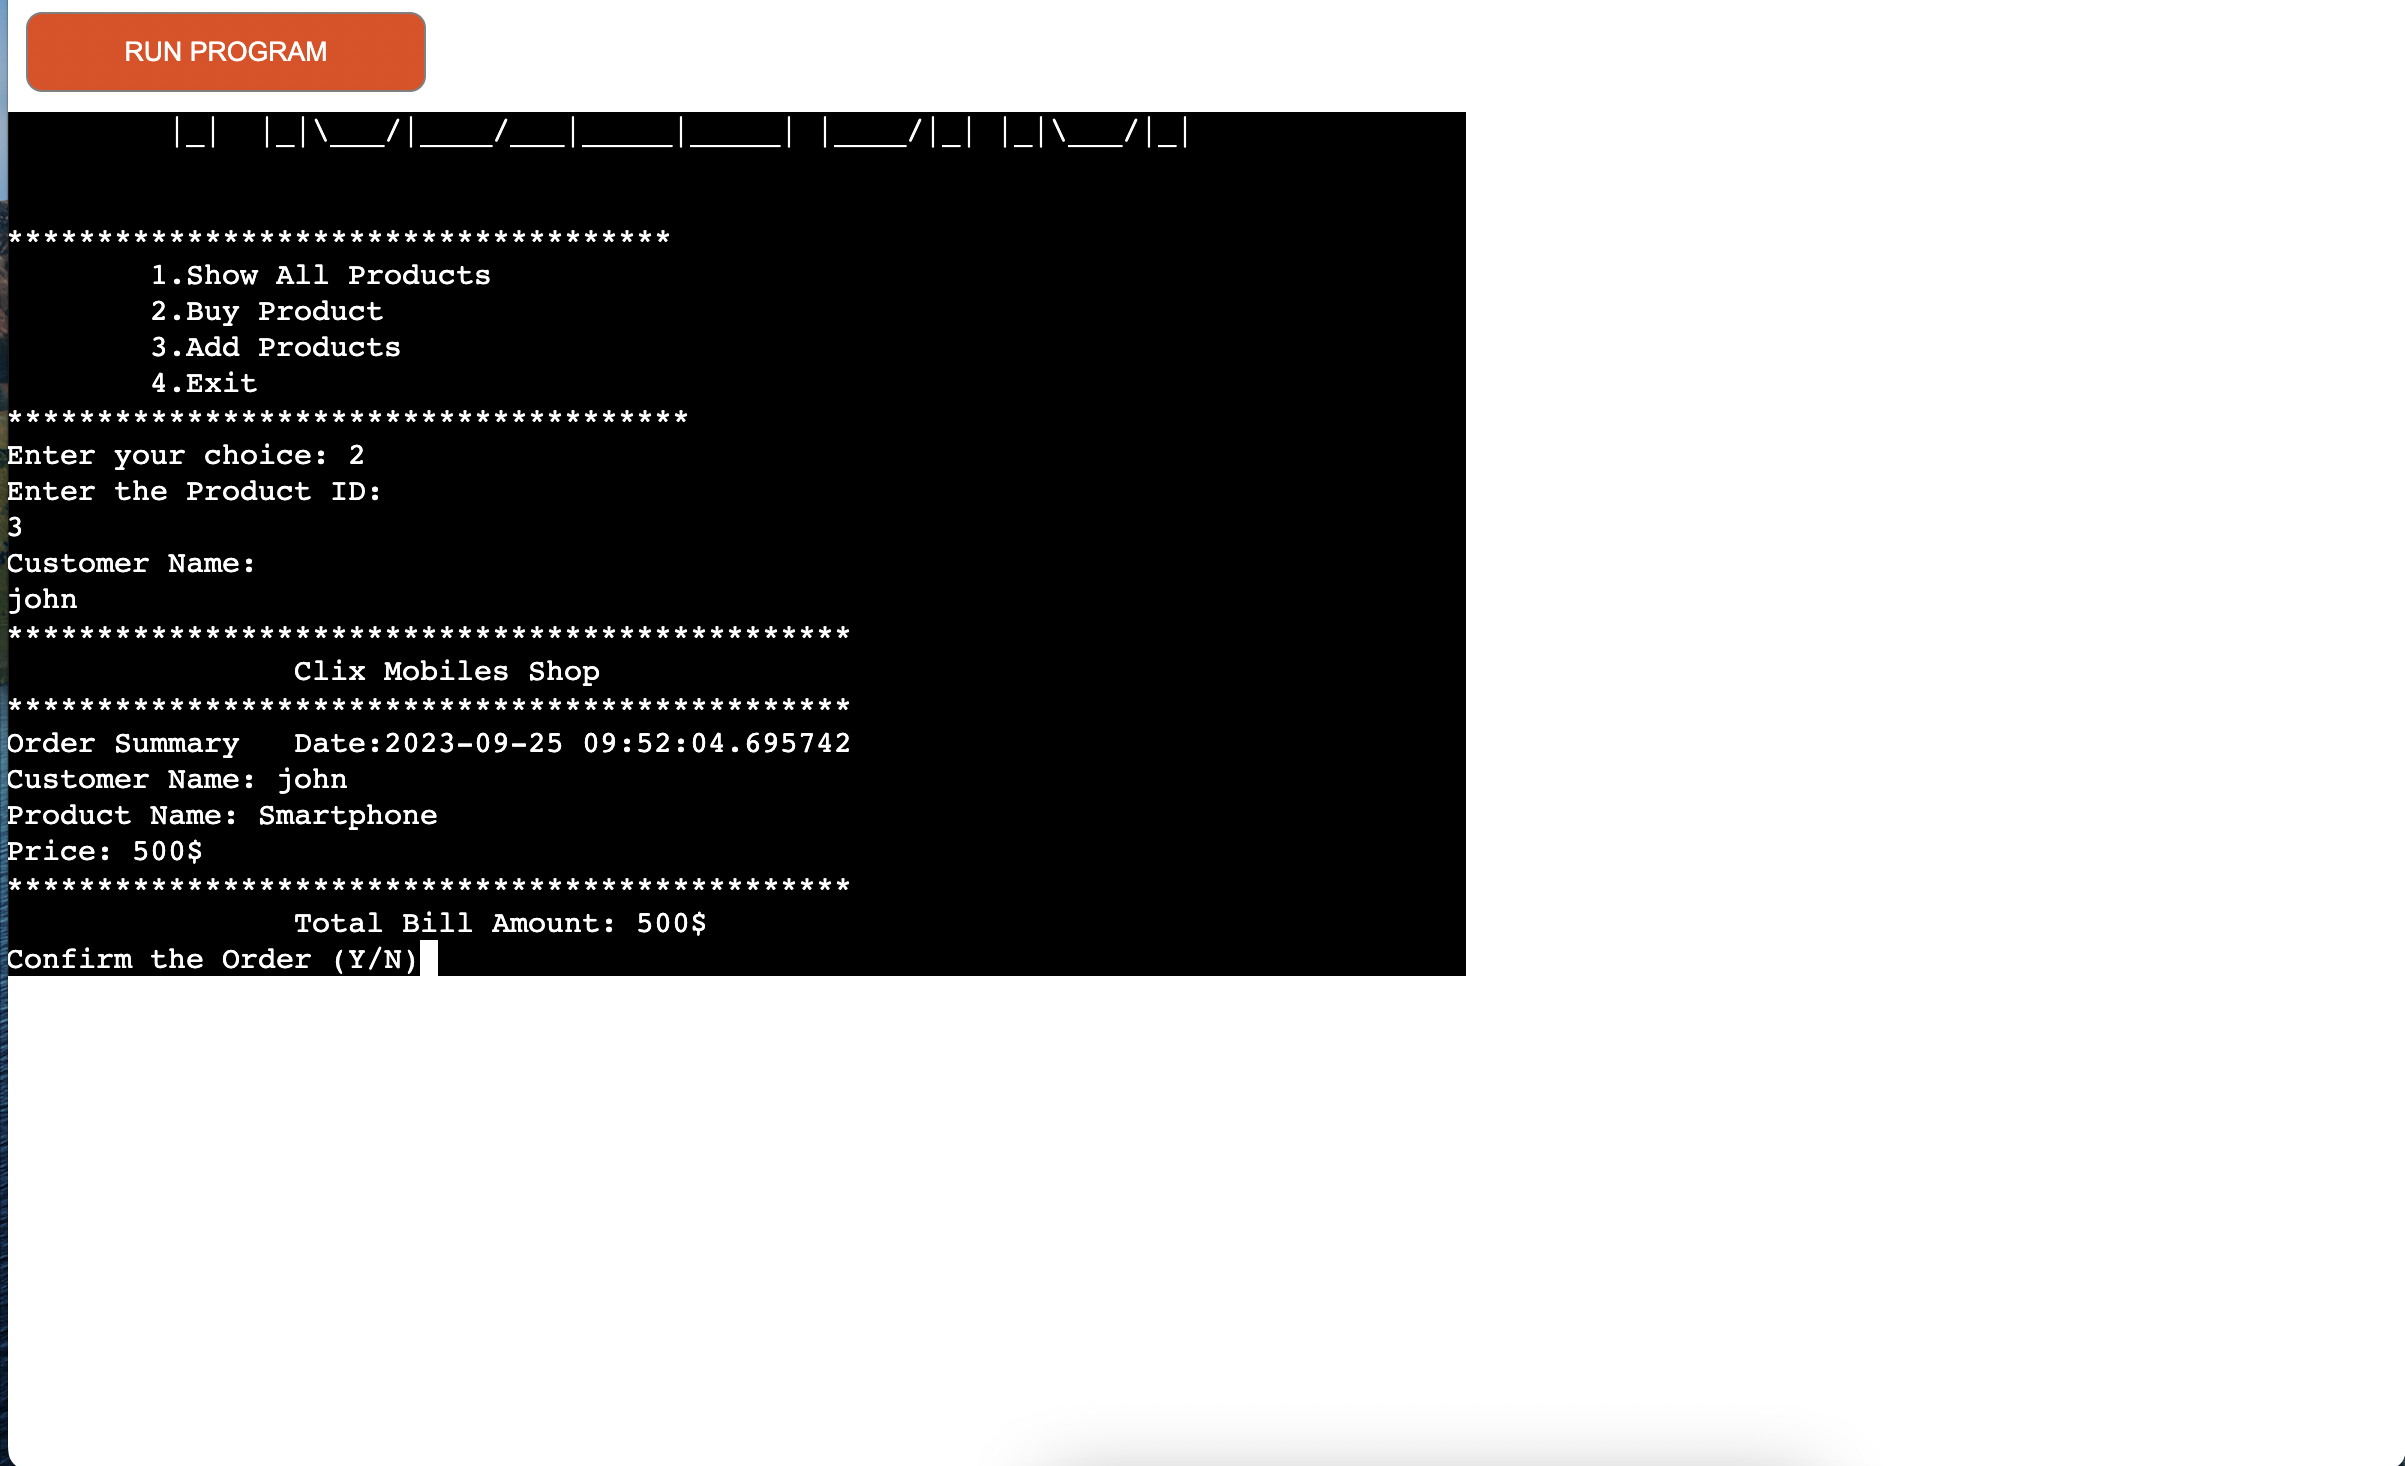 RUN PROGRAM
|_|  |_|\___/|____/___|_____|_____| |____/|_| |_|\___/|_|
*************************************
1.Show All Products
2.Buy Product
3.Add Products
4.Exit
**************************************
Enter your choice: 2
Enter the Product ID:
3
Customer Name:
john
***********************************************
Clix Mobiles Shop
***********************************************
Order Summary   Date:2023-09-25 09:52:04.695742
Customer Name: john
Product Name: Smartphone
Price: 500$
***********************************************
Total Bill Amount: 500$
Confirm the Order (Y/N)